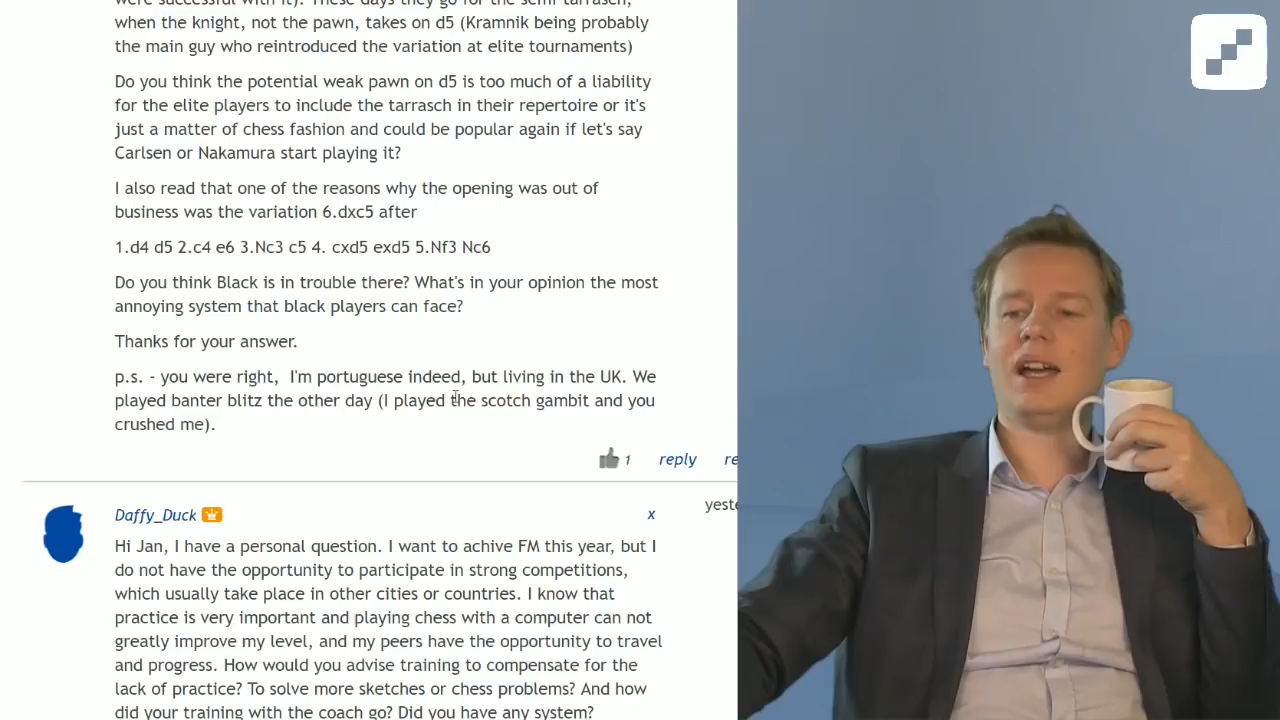 were successful with it). These days they go for the semi-tarrasch,
when the knight, not the pawn, takes on d5 (Kramnik being probably
the main guy who reintroduced the variation at elite tournaments)
Do you think the potential weak pawn on d5 is too much of a liability
for the elite players to include the tarrasch in their repertoire or it's
just a matter of chess fashion and could be popular again if let's say
Carlsen or Nakamura start playing it?
I also read that one of the reasons why the opening was out of
business was the variation 6.dxc5 after
1.d4 d5 2.c4 e6 3.Nc3 c5 4. cxd5 exd5 5.Nf3 Nc6
Do you think Black is in trouble there? What's in your opinion the most
annoying system that black players can face?
Thanks for your answer.
p.s. - you were right,  I'm portuguese indeed, but living in the UK. We
played banter blitz the other day (I played the scotch gambit and you
crushed me).
1 reply re
yeste
Daffy_Duck x
Hi Jan, I have a personal question. I want to achive FM this year, but I
do not have the opportunity to participate in strong competitions,
which usually take place in other cities or countries. I know that
practice is very important and playing chess with a computer can not
greatly improve my level, and my peers have the opportunity to travel
and progress. How would you advise training to compensate for the
lack of practice? To solve more sketches or chess problems? And how
did your training with the coach go? Did you have any system?